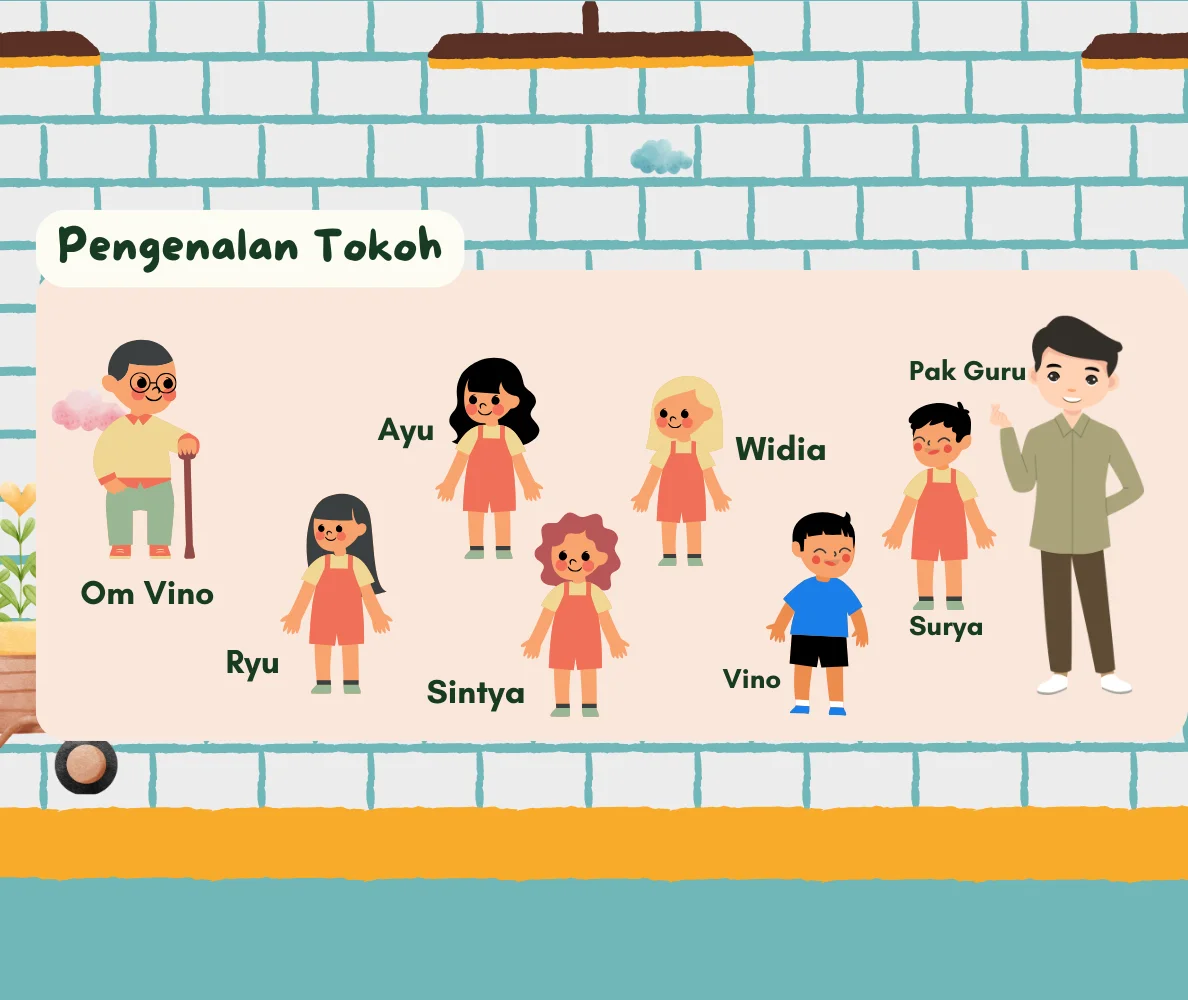 Pengenalan Tokoh
Pak Guru
Ayu
Widia
Om Vino
Surya
Ryu
Vino
Sintya